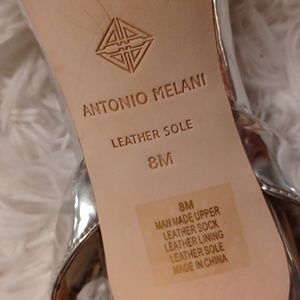 ANTONIO MELANI
LEATHER SOLE
8M
8M
MAN MADE UPPER
LEATHER SOCK
LEATHER LINING
LEATHER SOLE
MADE IN CHINA